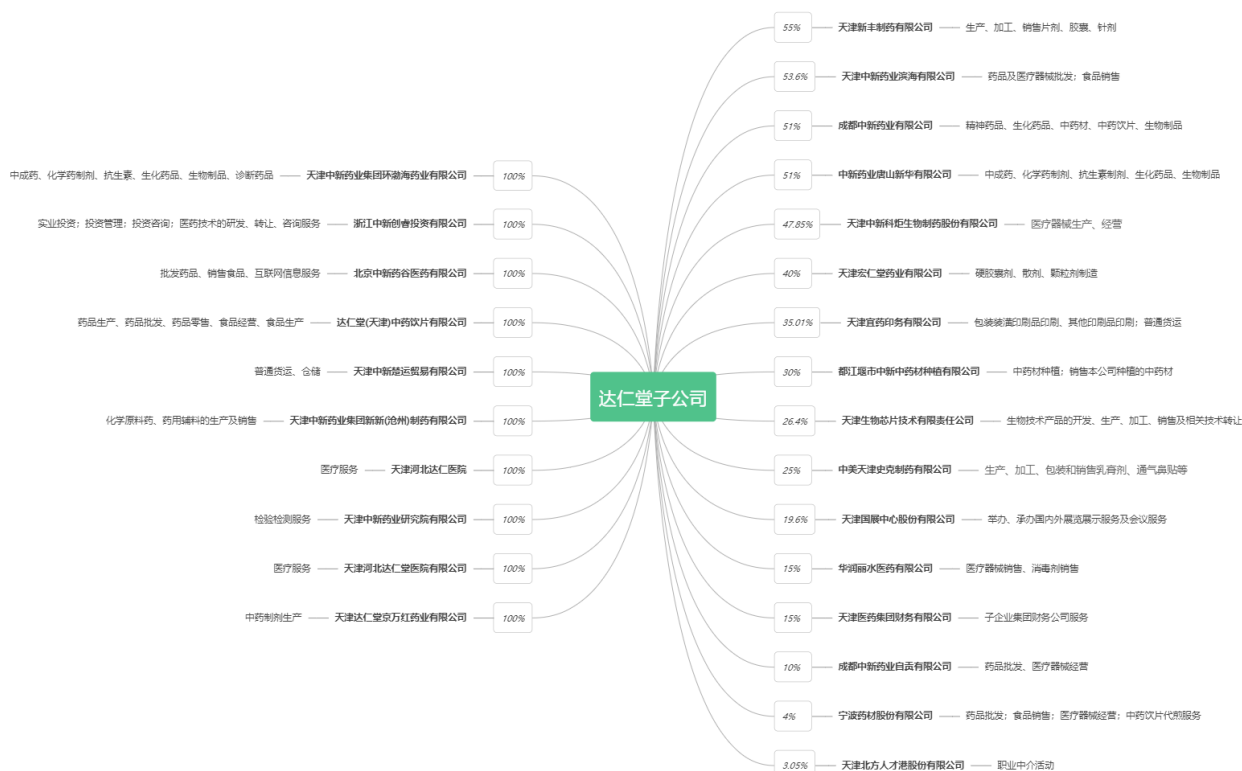 达仁堂子公司
中成药、化学药制剂、抗生素、生化药品、生物制品、诊断药品 天津中新药业集团环渤海药业有限公司 100%
实业投资；投资管理；投资咨询；医药技术的研发、转让、咨询服务 浙江中新创睿投资有限公司 100%
批发药品、销售食品、互联网信息服务 北京中新药谷医药有限公司 100%
药品生产、药品批发、药品零售、食品经营、食品生产 达仁堂(天津)中药饮片有限公司 100%
普通货运、仓储 天津中新楚运贸易有限公司 100%
化学原料药、药用辅料的生产及销售 天津中新药业集团新新(沧州)制药有限公司 100%
医疗服务 天津河北达仁医院 100%
检验检测服务 天津中新药业研究院有限公司 100%
医疗服务 天津河北达仁堂医院有限公司 100%
中药制剂生产 天津达仁堂京万红药业有限公司 100%
55% 天津新丰制药有限公司 生产、加工、销售片剂、胶囊、针剂
53.6% 天津中新药业滨海有限公司 药品及医疗器械批发；食品销售
51% 成都中新药业有限公司 精神药品、生化药品、中药材、中药饮片、生物制品
51% 中新药业唐山新华有限公司 中成药、化学药制剂、抗生素制剂、生化药品、生物制品
47.85% 天津中新科炬生物制药股份有限公司 医疗器械生产、经营
40% 天津宏仁堂药业有限公司 硬胶囊剂、散剂、颗粒剂制造
35.01% 天津宜药印务有限公司 包装装潢印刷品印刷、其他印刷品印刷；普通货运
30% 都江堰市中新中药材种植有限公司 中药材种植；销售本公司种植的中药材
26.4% 天津生物芯片技术有限责任公司 生物技术产品的开发、生产、加工、销售及相关技术转让
25% 中美天津史克制药有限公司 生产、加工、包装和销售乳膏剂、通气鼻贴等
19.6% 天津国展中心股份有限公司 举办、承办国内外展览展示服务及会议服务
15% 华润丽水医药有限公司 医疗器械销售、消毒剂销售
15% 天津医药集团财务有限公司 子企业集团财务公司服务
10% 成都中新药业自贡有限公司 药品批发、医疗器械经营
4% 宁波药材股份有限公司 药品批发；食品销售；医疗器械经营；中药饮片代煎服务
3.05% 天津北方人才港股份有限公司 职业中介活动